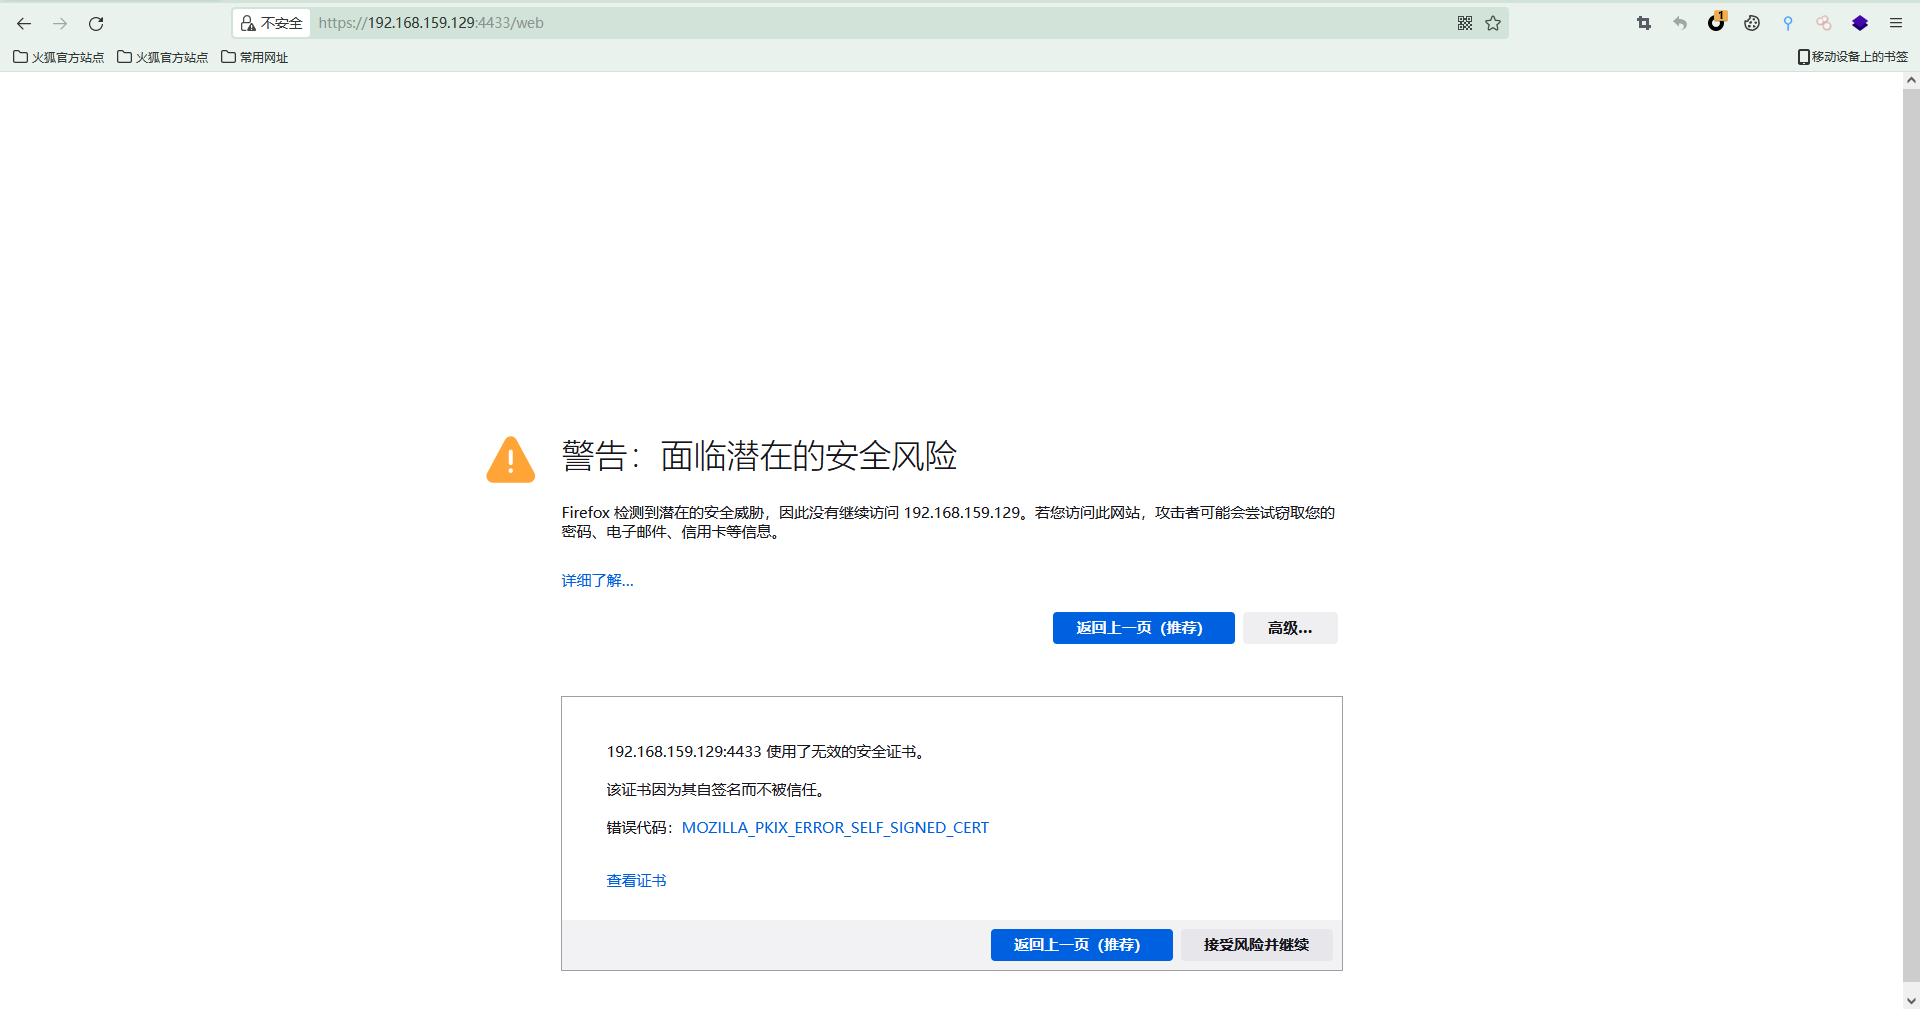 不安全
https://192.168.159.129:4433/web
1
火狐官方站点
火狐官方站点
常用网址
移动设备上的书签
警告：面临潜在的安全风险
Firefox 检测到潜在的安全威胁，因此没有继续访问 192.168.159.129。若您访问此网站，攻击者可能会尝试窃取您的
密码、电子邮件、信用卡等信息。
详细了解...
返回上一页（推荐）
高级...
192.168.159.129:4433 使用了无效的安全证书。
该证书因为其自签名而不被信任。
错误代码：MOZILLA_PKIX_ERROR_SELF_SIGNED_CERT
查看证书
返回上一页（推荐）
接受风险并继续